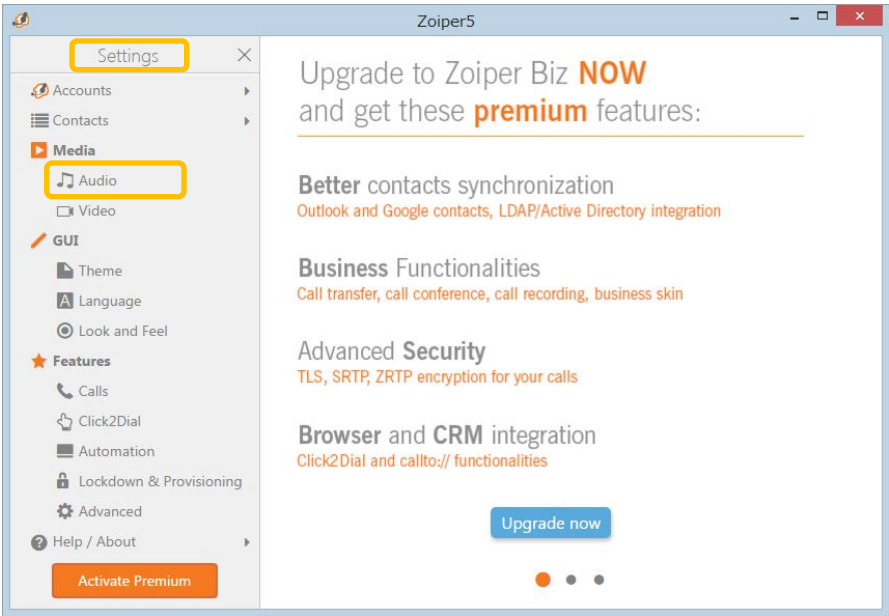 Zoiper5
Settings
Accounts
Contacts
Media
Audio
Video
GUI
Theme
Language
Look and Feel
Features
Calls
Click2Dial
Automation
Lockdown & Provisioning
Advanced
Help / About
Activate Premium
Upgrade to Zoiper Biz NOW
and get these premium features:
Better contacts synchronization
Outlook and Google contacts, LDAP/Active Directory integration
Business Functionalities
Call transfer, call conference, call recording, business skin
Advanced Security
TLS, SRTP, ZRTP encryption for your calls
Browser and CRM integration
Click2Dial and callto:// functionalities
Upgrade now